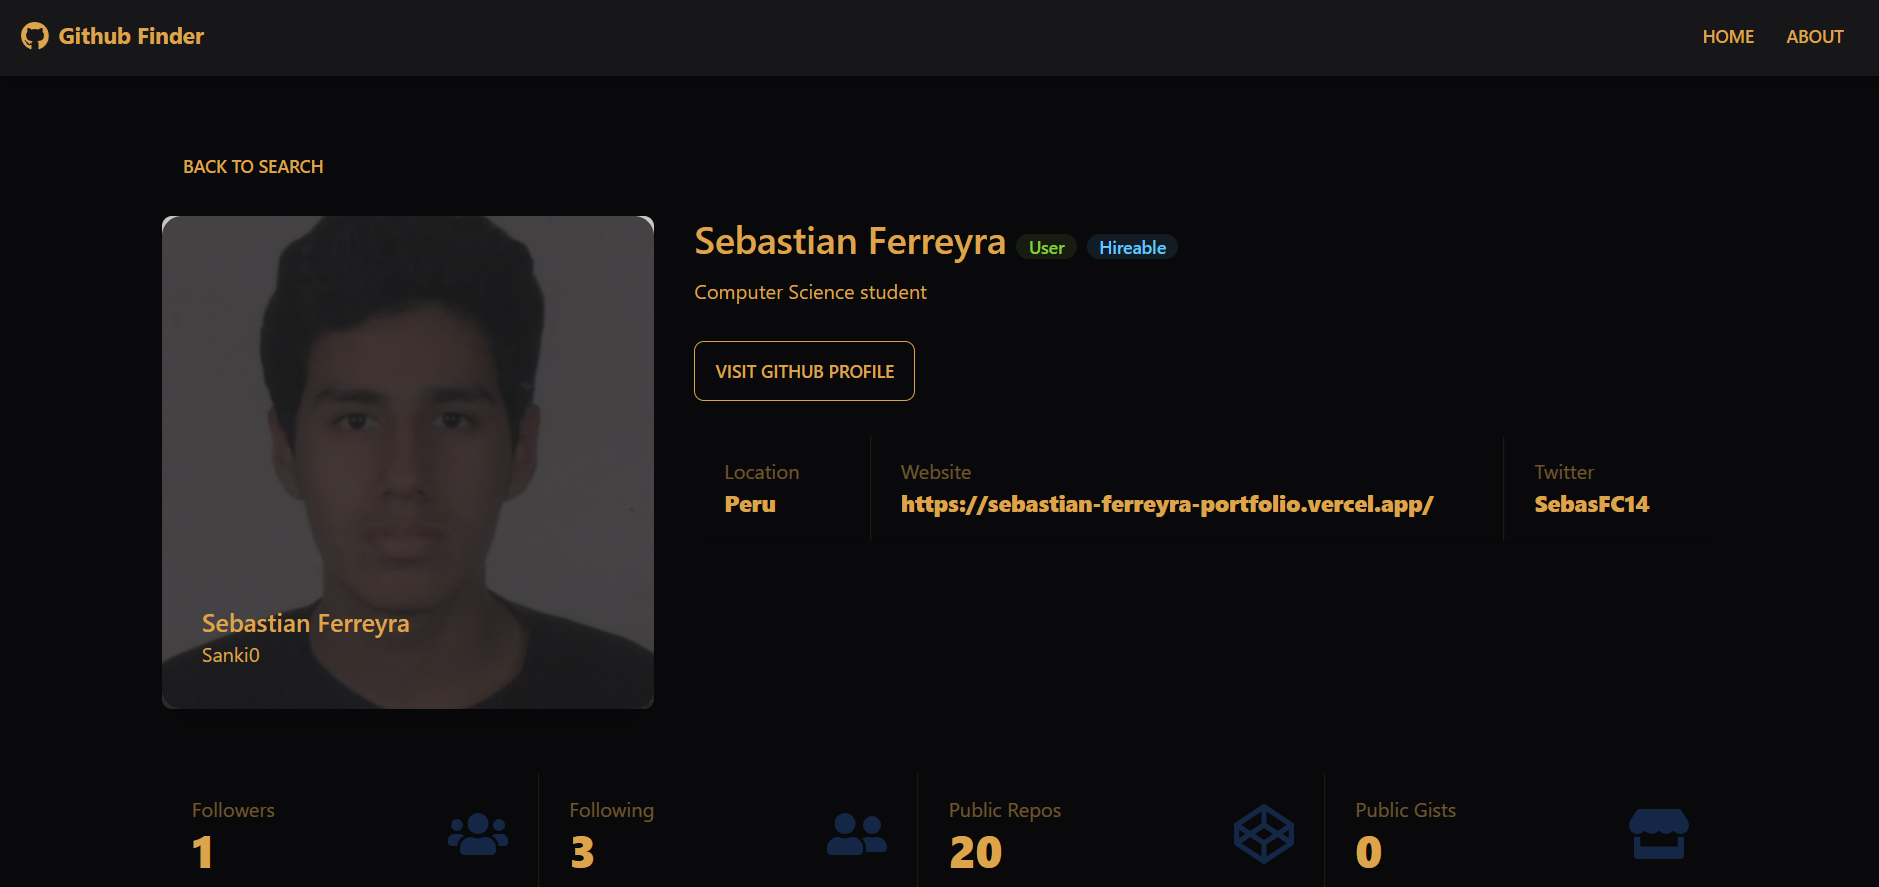 Github Finder
HOME
ABOUT
BACK TO SEARCH
Sebastian Ferreyra
User
Hireable
Computer Science student
VISIT GITHUB PROFILE
Location
Peru
Website
https://sebastian-ferreyra-portfolio.vercel.app/
Twitter
SebasFC14
Sebastian Ferreyra
Sanki0
Followers
1
Following
3
Public Repos
20
Public Gists
0